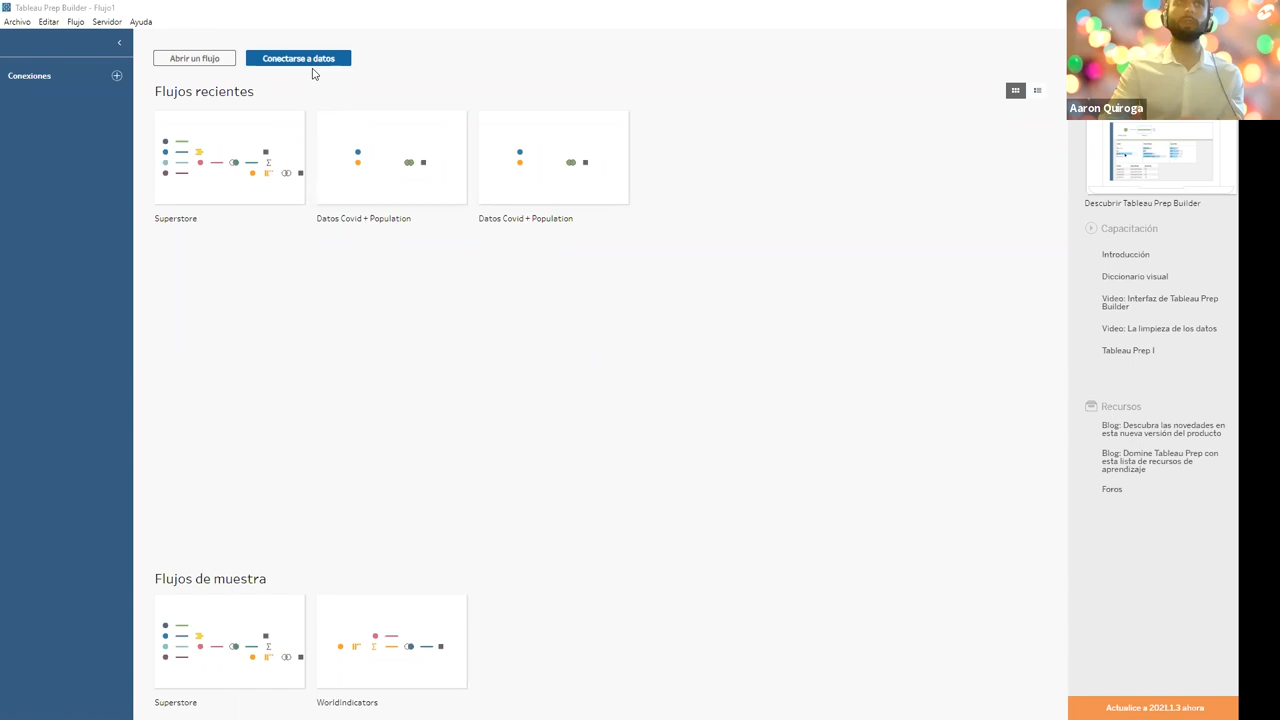 Tableau Prep Builder - Flujo1
Archivo Editar Flujo Servidor Ayuda
Conexiones
Abrir un flujo
Conectarse a datos
Flujos recientes
Superstore
Datos Covid + Population
Datos Covid + Population
Flujos de muestra
Superstore
WorldIndicators
Aaron Quiroga
Descubrir Tableau Prep Builder
Capacitación
Introducción
Diccionario visual
Video: Interfaz de Tableau Prep
Builder
Video: La limpieza de los datos
Tableau Prep I
Recursos
Blog: Descubra las novedades en
esta nueva versión del producto
Blog: Domine Tableau Prep con
esta lista de recursos de
aprendizaje
Foros
Actualice a 2021.1.3 ahora